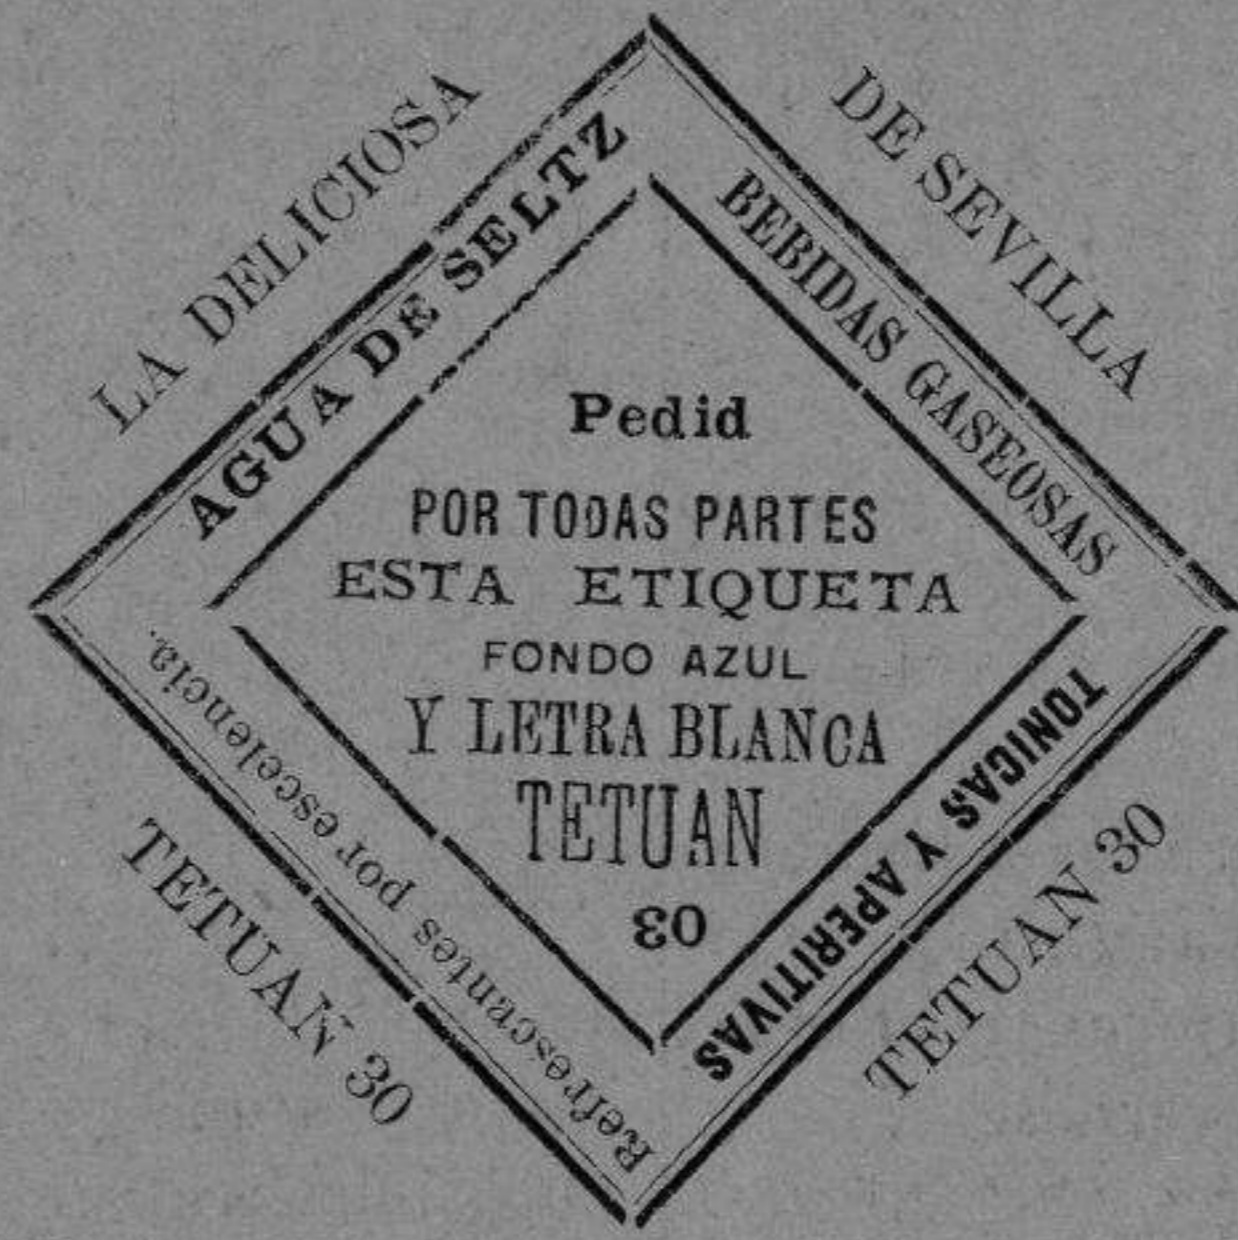 LA DELICIOSA
DE SEVILLA
AGUA DE SELTZ
BEBIDAS GASEOSAS
TONICAS Y APERITIVAS
Refrescantes por escelencia.
Pedid
POR TODAS PARTES
ESTA ETIQUETA
FONDO AZUL
Y LETRA BLANCA
TETUAN
30
TETUAN 30
TETUAN 30